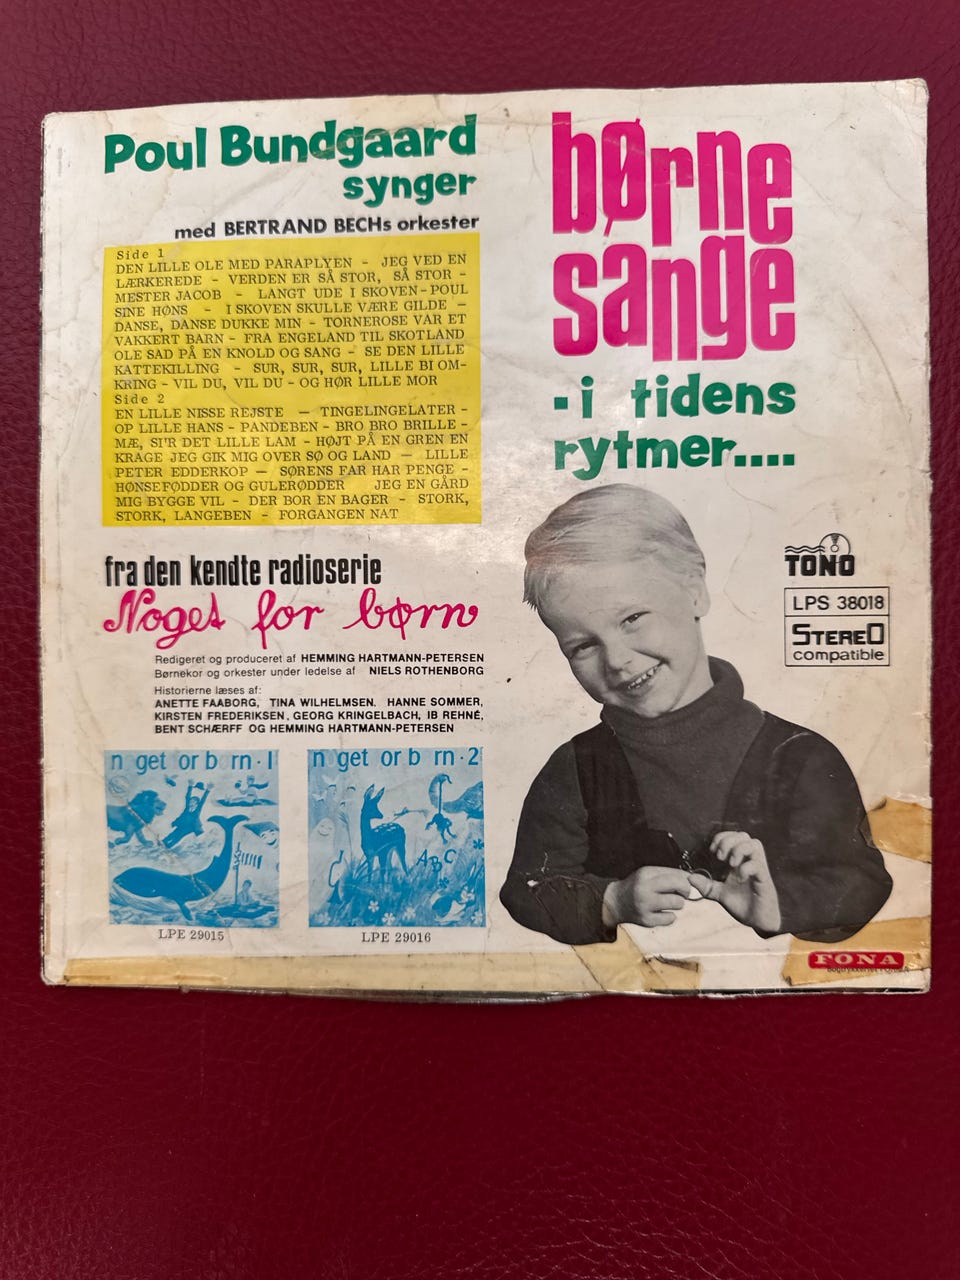 Poul Bundgaard
synger
med BERTRAND BECHs orkester
Side 1
DEN LILLE OLE MED PARAPLYEN - JEG VED EN
LÆRKEREDE - VERDEN ER SÅ STOR, SÅ STOR -
MESTER JACOB - LANGT UDE I SKOVEN - POUL
SINE HØNS - I SKOVEN SKULLE VÆRE GILDE -
DANSE, DANSE DUKKE MIN - TORNEROSE VAR ET
VAKKERT BARN - FRA ENGELAND TIL SKOTLAND
OLE SAD PÅ EN KNOLD OG SANG - SE DEN LILLE
KATTEKILLING - SUR, SUR, SUR, LILLE BI OM-
KRING - VIL DU, VIL DU - OG HØR LILLE MOR
Side 2
EN LILLE NISSE REJSTE - TINGELINGELATER -
OP LILLE HANS - PANDEBEN - BRO BRO BRILLE -
MÆ, SI'R DET LILLE LAM - HØJT PÅ EN GREN EN
KRAGE JEG GIK MIG OVER SØ OG LAND - LILLE
PETER EDDERKOP - SØRENS FAR HAR PENGE -
HØNSEFØDDER OG GULERØDDER JEG EN GÅRD
MIG BYGGE VIL - DER BOR EN BAGER - STORK,
STORK, LANGEBEN - FORGANGEN NAT
børne
sange
- i tidens
rytmer....
fra den kendte radioserie
Noget for børn
Redigeret og produceret af HEMMING HARTMANN-PETERSEN
Børnekor og orkester under ledelse af NIELS ROTHENBORG
Historierne læses af:
ANETTE FAABORG, TINA WILHELMSEN. HANNE SOMMER,
KIRSTEN FREDERIKSEN, GEORG KRINGELBACH, IB REHNÉ,
BENT SCHÆRFF OG HEMMING HARTMANN-PETERSEN
n get or b rn · 1
LPE 29015
n get or b rn · 2
ABC
LPE 29016
TONO
LPS 38018
STEREO
compatible
FONA